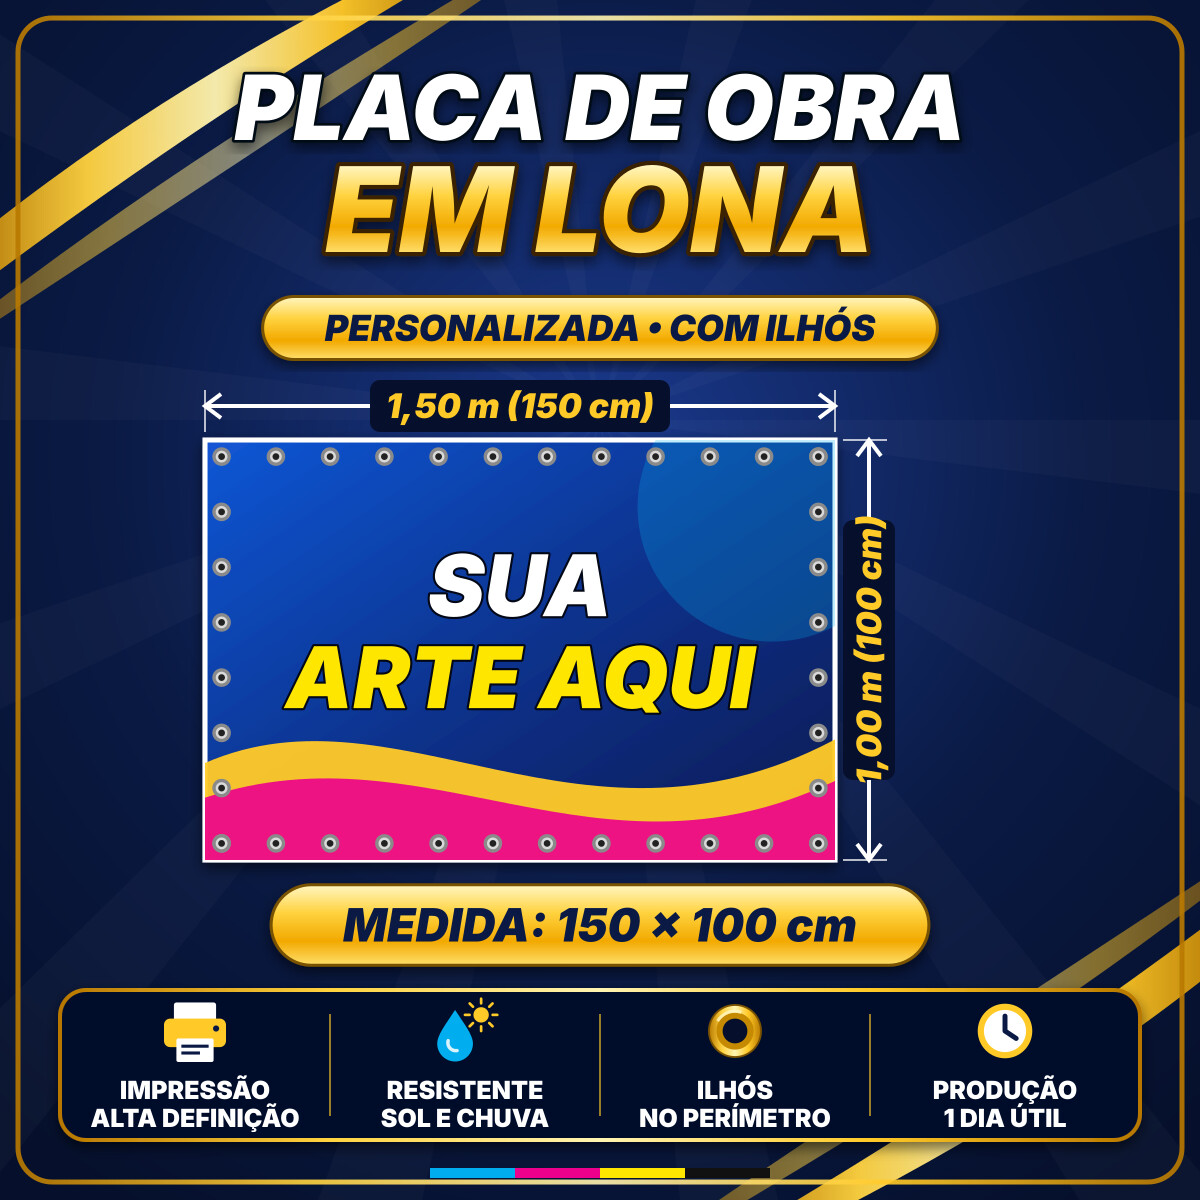 PLACA DE OBRA
EM LONA
PERSONALIZADA • COM ILHÓS
1,50 m (150 cm)
SUA
ARTE AQUI
1,00 m (100 cm)
MEDIDA: 150 × 100 cm
IMPRESSÃO
ALTA DEFINIÇÃO
RESISTENTE
SOL E CHUVA
ILHÓS
NO PERÍMETRO
PRODUÇÃO
1 DIA ÚTIL